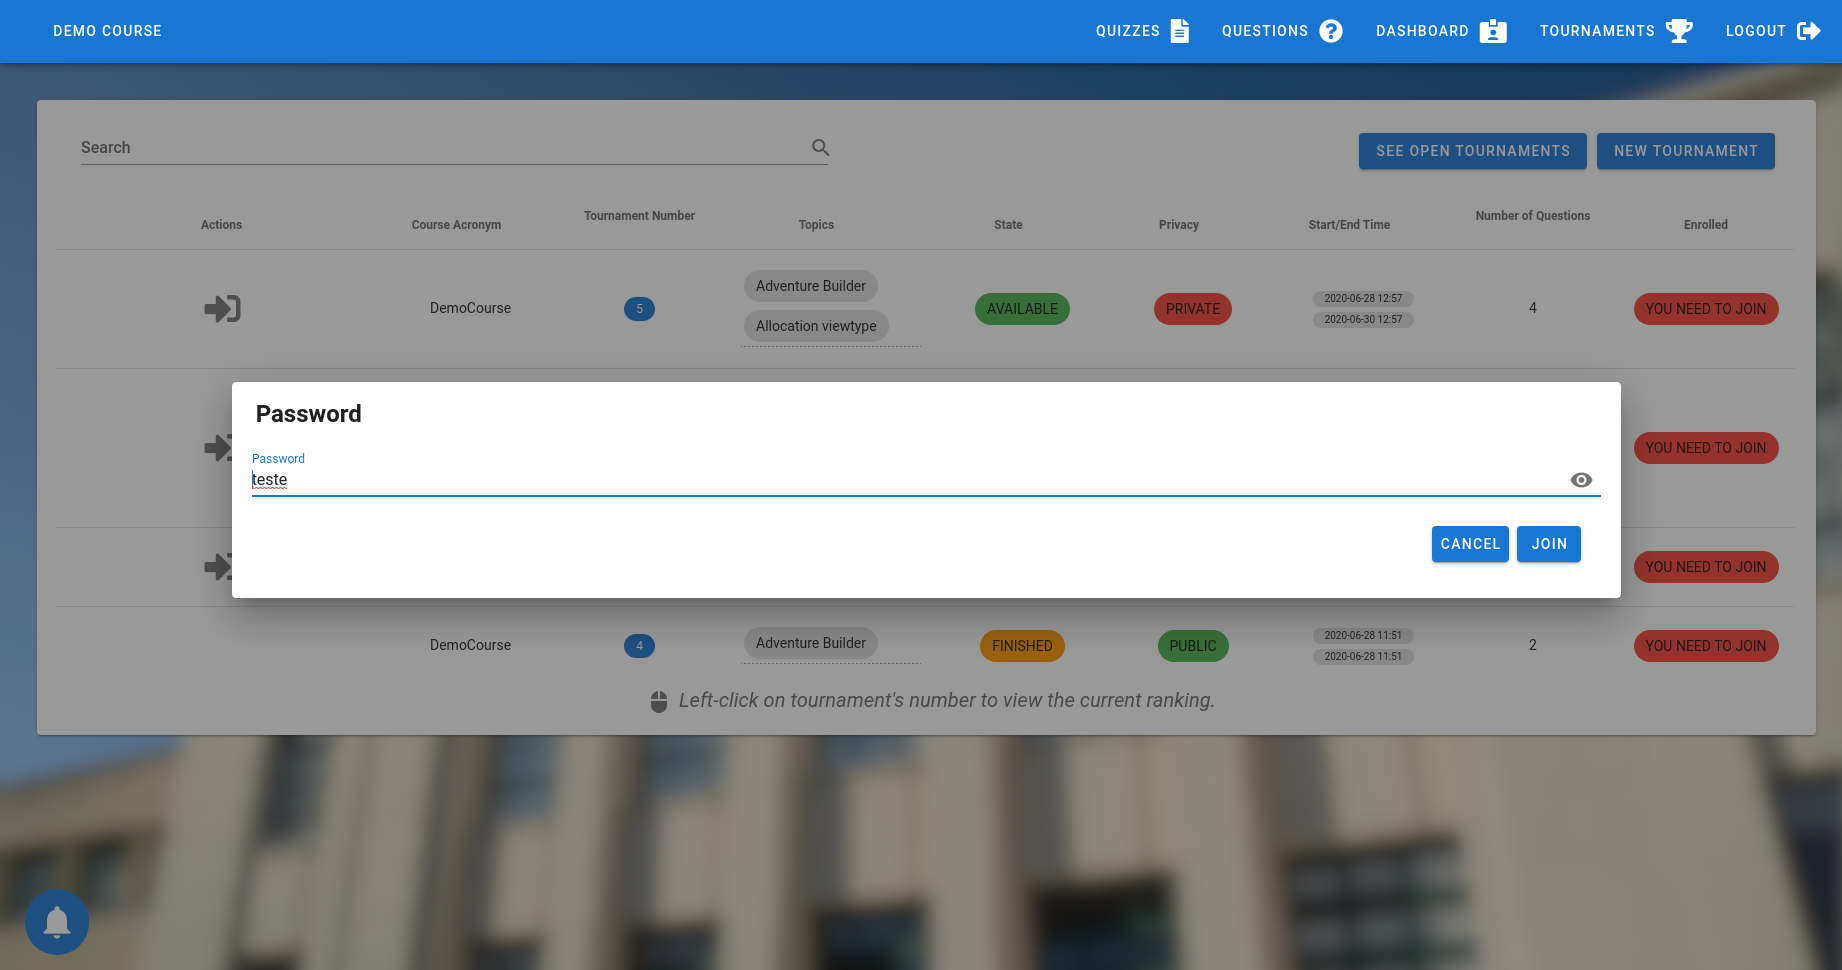 DEMO COURSE QUIZZES QUESTIONS DASHBOARD TOURNAMENTS LOGOUT
Search SEE OPEN TOURNAMENTS NEW TOURNAMENT
Actions Course Acronym Tournament Number Topics State Privacy Start/End Time Number of Questions Enrolled
Adventure Builder
DemoCourse 5 AVAILABLE PRIVATE 2020-06-28 12:57 4 YOU NEED TO JOIN
Allocation viewtype 2020-06-30 12:57
Password
Password
teste
YOU NEED TO JOIN
CANCEL JOIN
YOU NEED TO JOIN
DemoCourse 4 Adventure Builder FINISHED PUBLIC 2020-06-28 11:51 2 YOU NEED TO JOIN
2020-06-28 11:51
Left-click on tournament's number to view the current ranking.